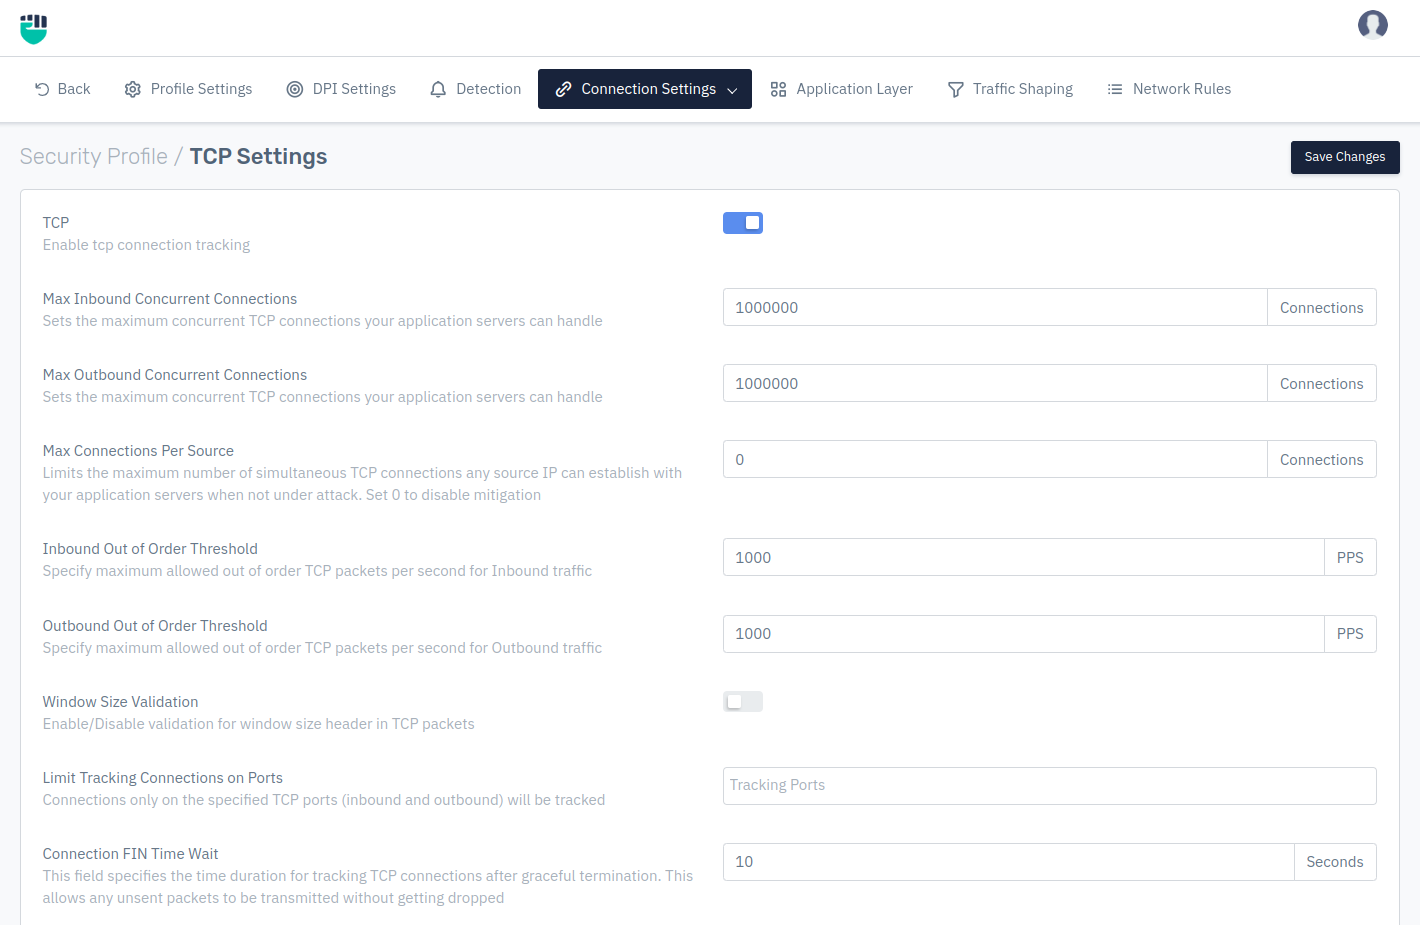 Back
Profile Settings
DPI Settings
Detection
Connection Settings
Application Layer
Traffic Shaping
Network Rules
Security Profile / TCP Settings
Save Changes
TCP
Enable tcp connection tracking
Max Inbound Concurrent Connections
Sets the maximum concurrent TCP connections your application servers can handle
1000000
Connections
Max Outbound Concurrent Connections
Sets the maximum concurrent TCP connections your application servers can handle
1000000
Connections
Max Connections Per Source
Limits the maximum number of simultaneous TCP connections any source IP can establish with
your application servers when not under attack. Set 0 to disable mitigation
0
Connections
Inbound Out of Order Threshold
Specify maximum allowed out of order TCP packets per second for Inbound traffic
1000
PPS
Outbound Out of Order Threshold
Specify maximum allowed out of order TCP packets per second for Outbound traffic
1000
PPS
Window Size Validation
Enable/Disable validation for window size header in TCP packets
Limit Tracking Connections on Ports
Connections only on the specified TCP ports (inbound and outbound) will be tracked
Tracking Ports
Connection FIN Time Wait
This field specifies the time duration for tracking TCP connections after graceful termination. This
allows any unsent packets to be transmitted without getting dropped
10
Seconds